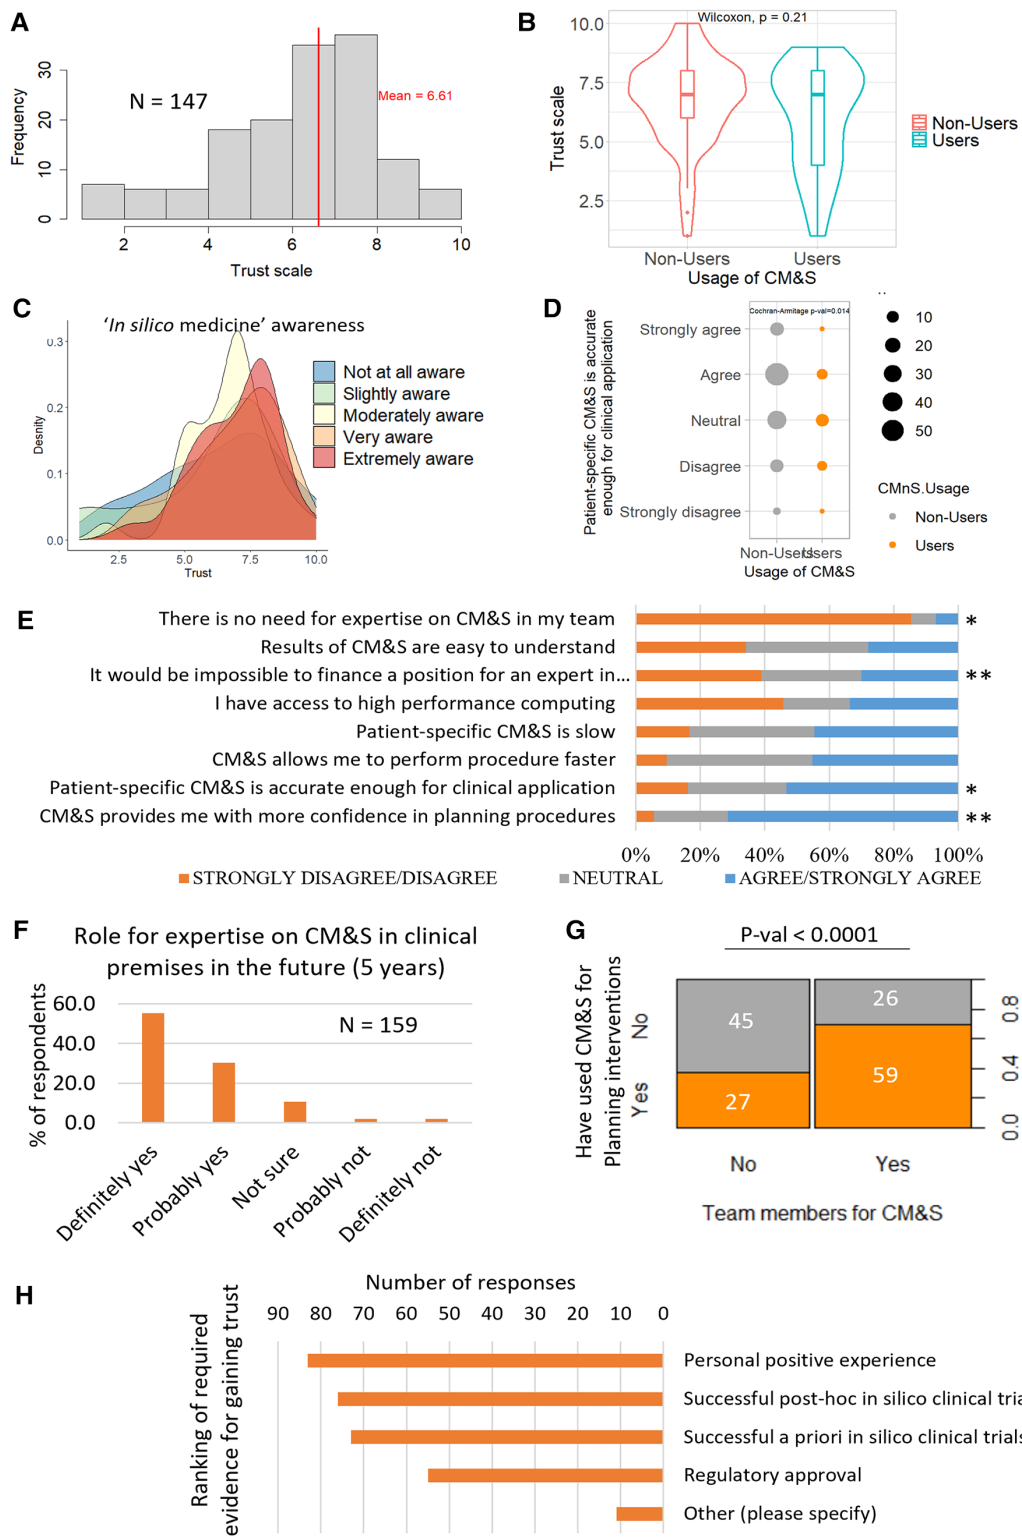 A
N = 147
Mean = 6.61
Frequency
0
10
20
30
2
4
6
8
10
Trust scale
B
Wilcoxon, p = 0.21
Trust scale
10.0
7.5
5.0
2.5
Non-Users
Users
Usage of CM&S
Non-Users
Users
C
'In silico medicine' awareness
Desnity
0.3
0.2
0.1
0.0
2.5
5.0
7.5
10.0
Trust
Not at all aware
Slightly aware
Moderately aware
Very aware
Extremely aware
D
Cochran-Armitage p-val=0.014
Patient-specific CM&S is accurate
enough for clinical application
Strongly agree
Agree
Neutral
Disagree
Strongly disagree
Non-Users
Users
Usage of CM&S
10
20
30
40
50
CMnS.Usage
Non-Users
Users
E
There is no need for expertise on CM&S in my team
*
Results of CM&S are easy to understand
It would be impossible to finance a position for an expert in...
**
I have access to high performance computing
Patient-specific CM&S is slow
CM&S allows me to perform procedure faster
Patient-specific CM&S is accurate enough for clinical application
*
CM&S provides me with more confidence in planning procedures
**
0% 20% 40% 60% 80% 100%
STRONGLY DISAGREE/DISAGREE
NEUTRAL
AGREE/STRONGLY AGREE
F
Role for expertise on CM&S in clinical
premises in the future (5 years)
N = 159
% of respondents
60.0
40.0
20.0
0.0
Definitely yes
Probably yes
Not sure
Probably not
Definitely not
G
P-val < 0.0001
Have used CM&S for
Planning interventions
No
Yes
45
26
27
59
0.8
0.4
0.0
No
Yes
Team members for CM&S
H
Number of responses
90 80 70 60 50 40 30 20 10 0
Ranking of required
evidence for gaining trust
Personal positive experience
Successful post-hoc in silico clinical tria
Successful a priori in silico clinical trials
Regulatory approval
Other (please specify)